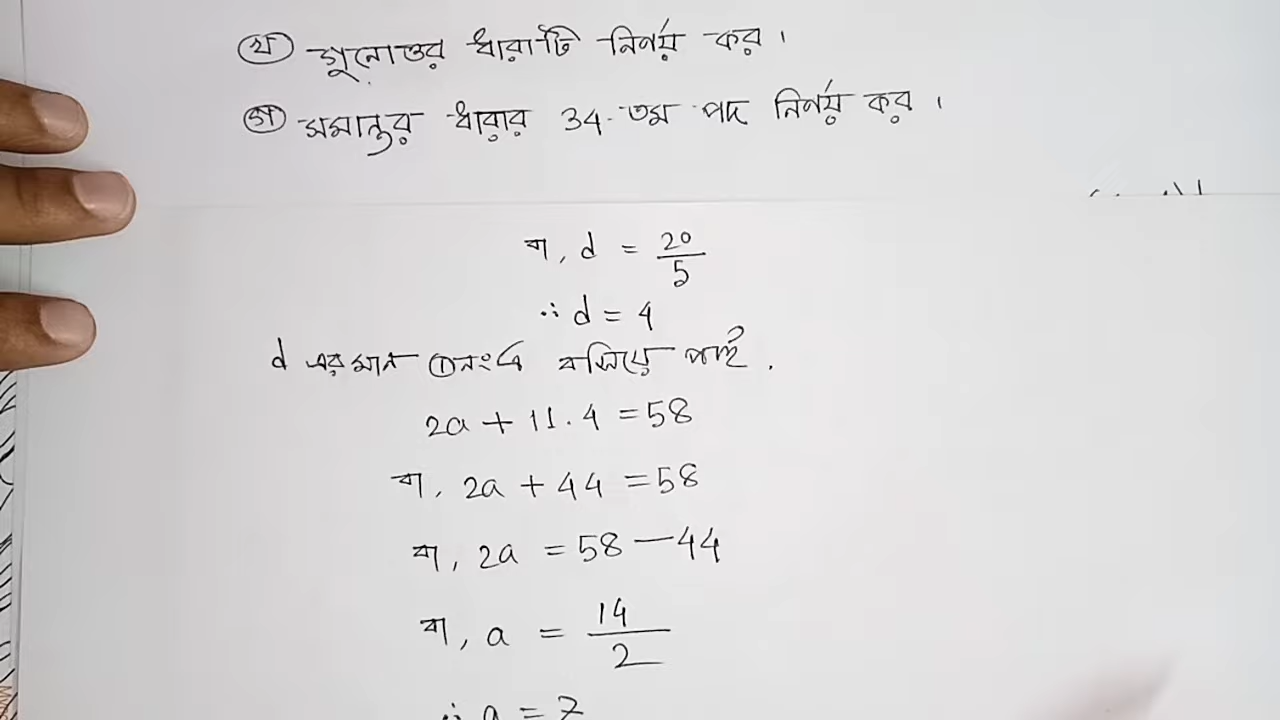 (খ) গুনোত্তর ধারাটি নির্ণয় কর।
(গ) সমান্তর ধারার 34-তম পদ নির্ণয় কর।
বা, d = 20/5
∴ d = 4
d এর মান ①নংএ বসিয়ে পাই.
2a + 11.4 = 58
বা, 2a + 44 = 58
বা, 2a = 58 - 44
বা, a = 14/2
∴ a = 7